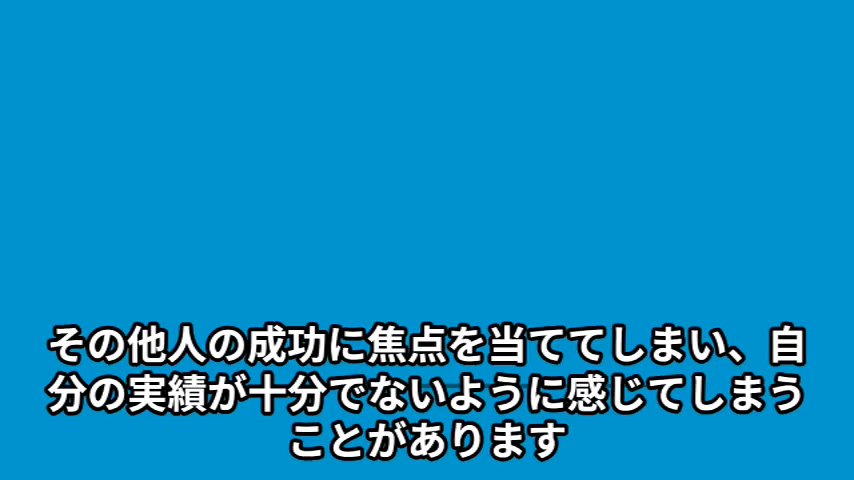 その他人の成功に焦点を当ててしまい、自
分の実績が十分でないように感じてしまう
ことがあります